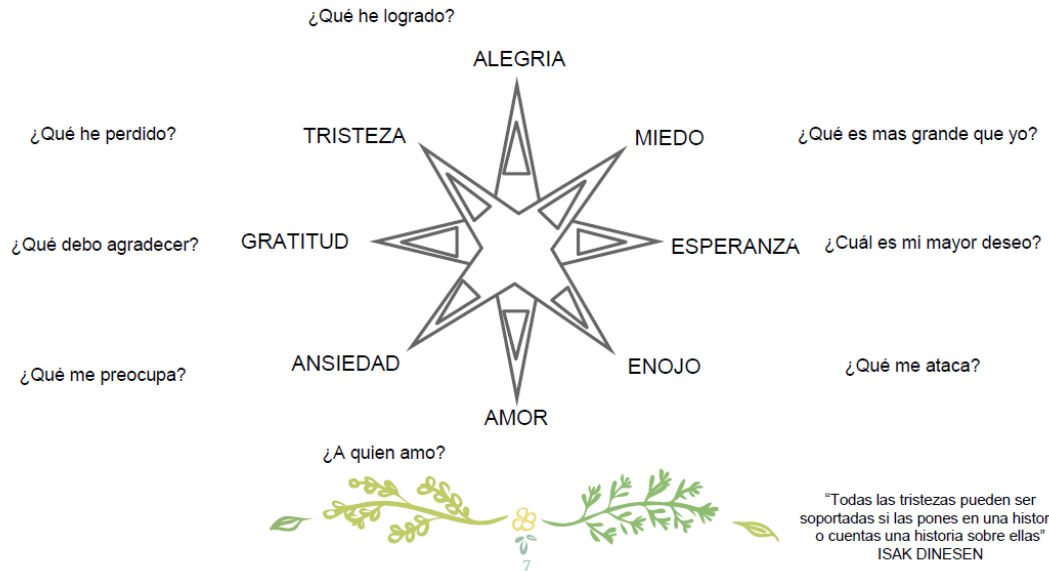 ¿Qué he logrado?
ALEGRIA
¿Qué he perdido?
TRISTEZA
MIEDO
¿Qué es mas grande que yo?
¿Qué debo agradecer?
GRATITUD
ESPERANZA
¿Cuál es mi mayor deseo?
¿Qué me preocupa?
ANSIEDAD
ENOJO
¿Qué me ataca?
AMOR
¿A quien amo?
“Todas las tristezas pueden ser
soportadas si las pones en una histor
o cuentas una historia sobre ellas”
ISAK DINESEN
7